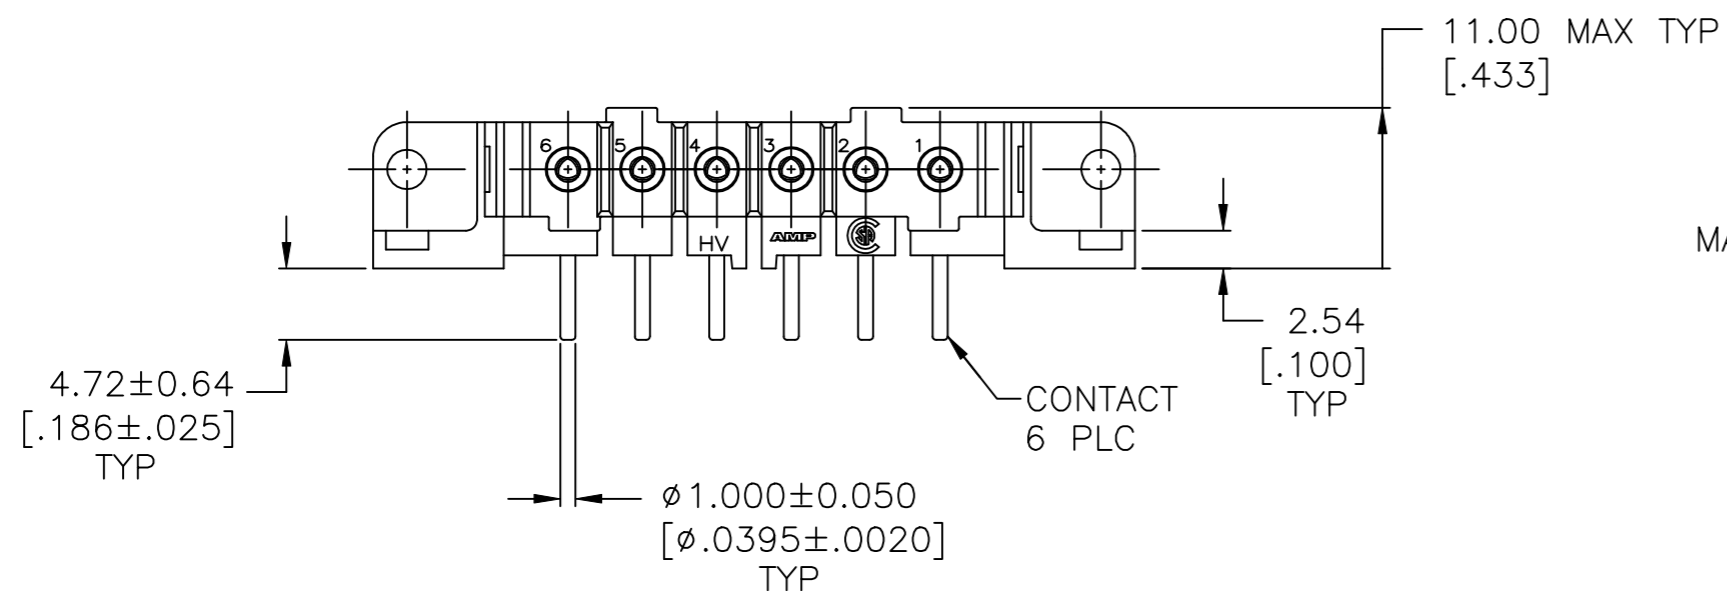 11.00 MAX TYP
[.433]
6 5 4 3 2 1
HV AMP
MA
2.54
[.100]
TYP
4.72±0.64
[.186±.025]
TYP
CONTACT
6 PLC
⌀1.000±0.050
[⌀.0395±.0020]
TYP